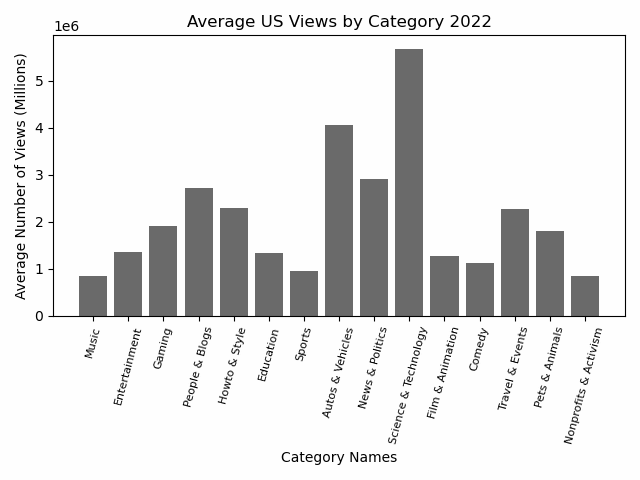 Average US Views by Category 2022
1e6
Average Number of Views (Millions)
5
4
3
2
1
0
Music
Entertainment
Gaming
People & Blogs
Howto & Style
Education
Sports
Autos & Vehicles
News & Politics
Science & Technology
Film & Animation
Comedy
Travel & Events
Pets & Animals
Nonprofits & Activism
Category Names